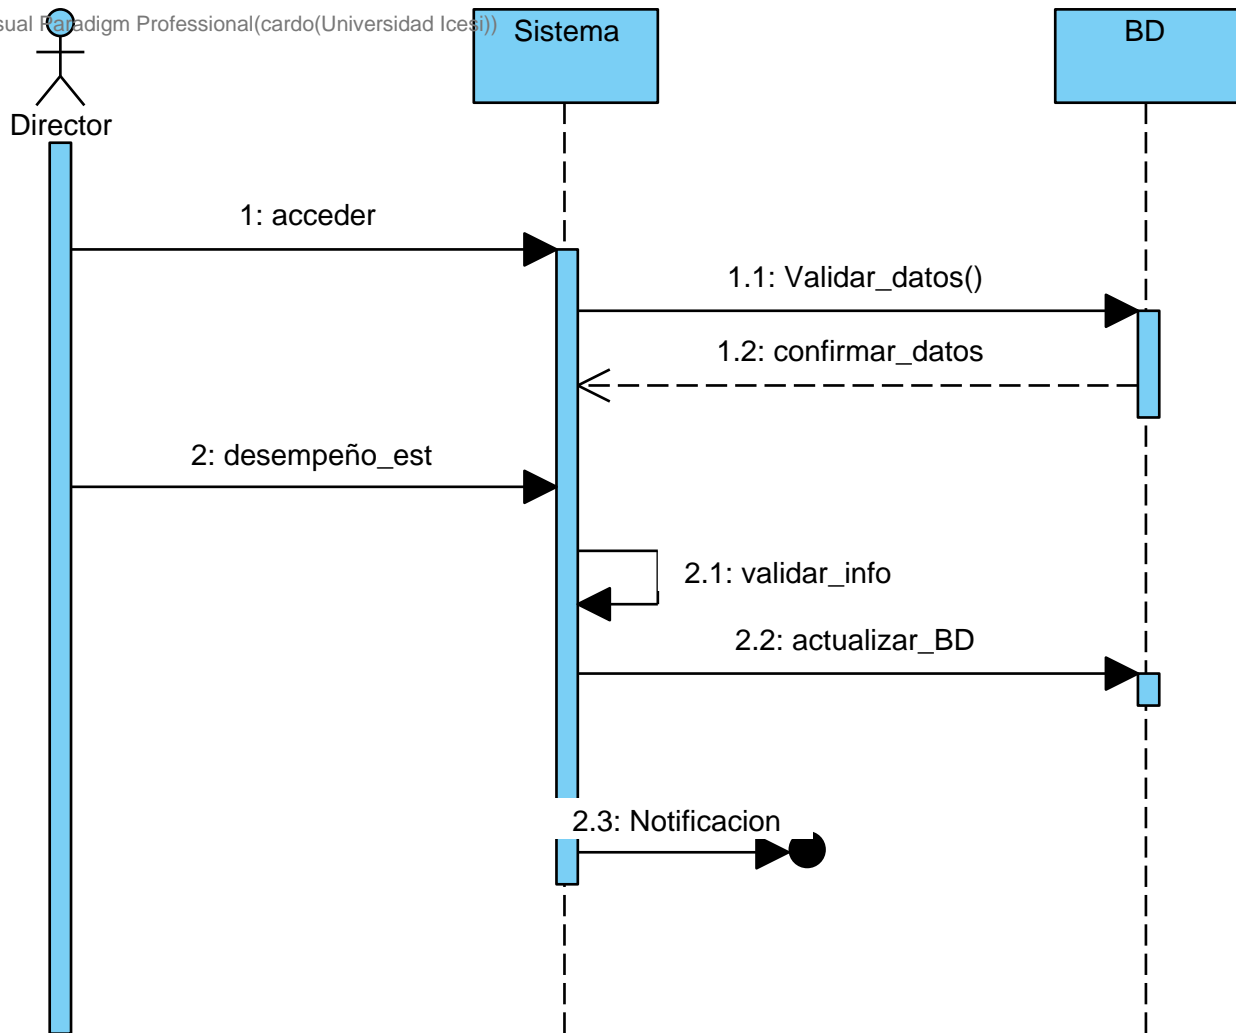 sual Paradigm Professional(cardo(Universidad Icesi))
Sistema
BD
Director
1: acceder
1.1: Validar_datos()
1.2: confirmar_datos
2: desempeño_est
2.1: validar_info
2.2: actualizar_BD
2.3: Notificacion